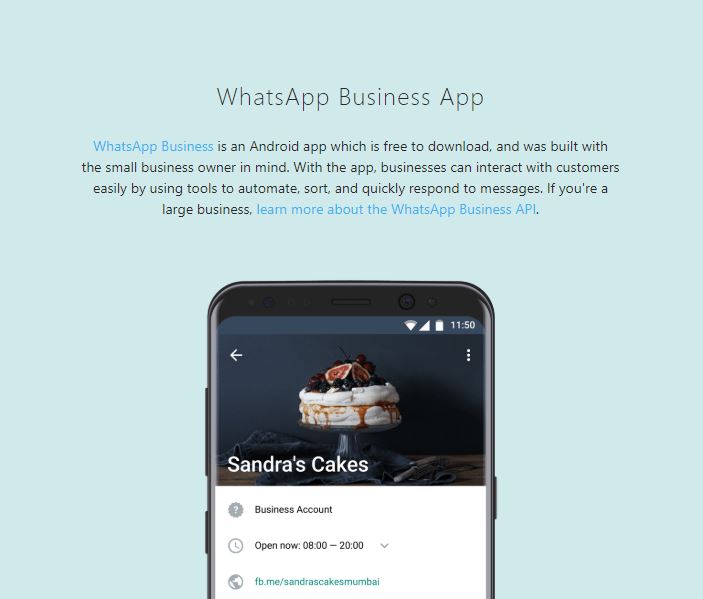 WhatsApp Business App
WhatsApp Business is an Android app which is free to download, and was built with
the small business owner in mind. With the app, businesses can interact with customers
easily by using tools to automate, sort, and quickly respond to messages. If you're a
large business, learn more about the WhatsApp Business API.
11:50
Sandra's Cakes
?
Business Account
Open now: 08:00 — 20:00
fb.me/sandrascakesmumbai